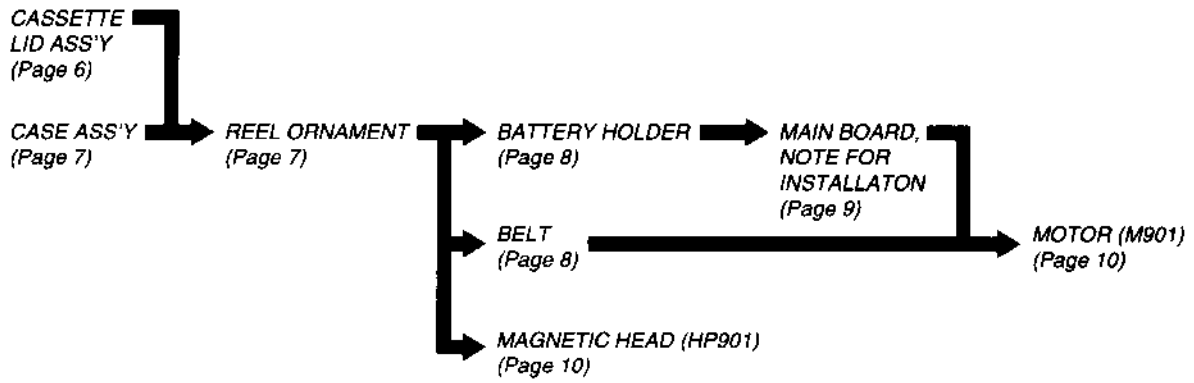 CASSETTE
LID ASS'Y
(Page 6)
CASE ASS'Y
(Page 7)
REEL ORNAMENT
(Page 7)
BATTERY HOLDER
(Page 8)
MAIN BOARD,
NOTE FOR
INSTALLATON
(Page 9)
BELT
(Page 8)
MOTOR (M901)
(Page 10)
MAGNETIC HEAD (HP901)
(Page 10)